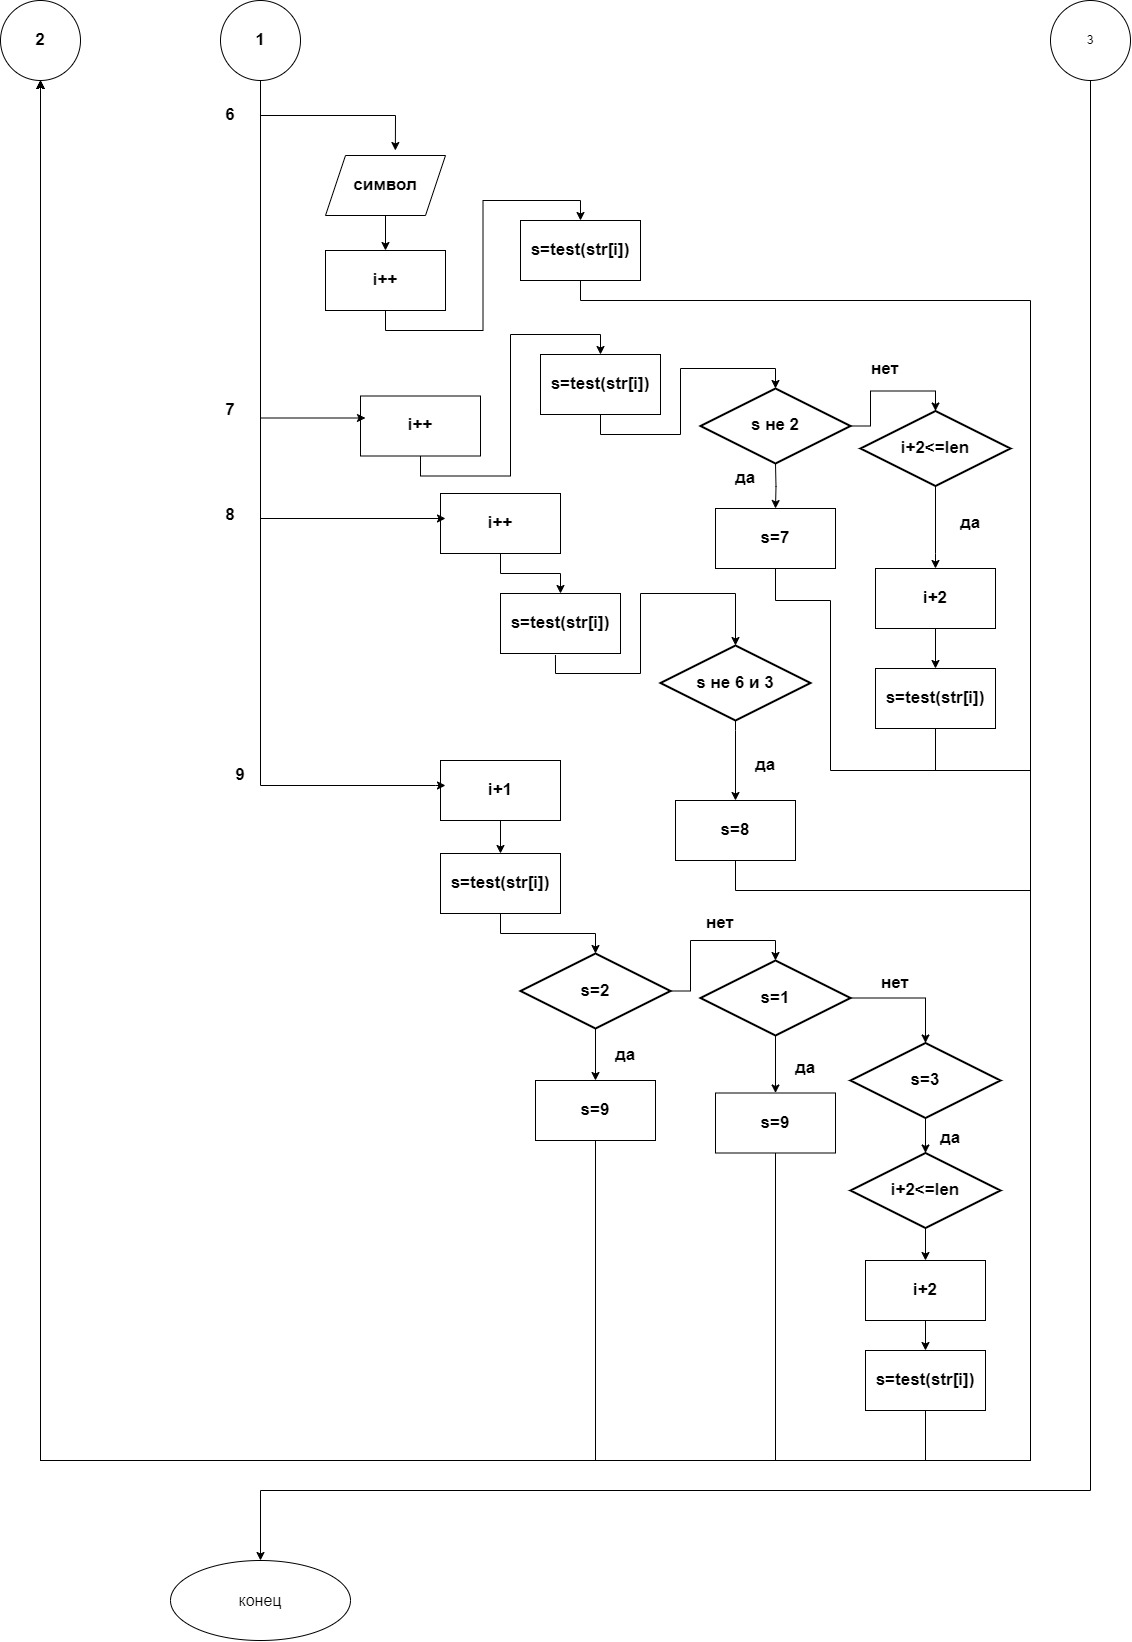 2
1
3
6
символ
i++
s=test(str[i])
7
i++
s=test(str[i])
s не 2
нет
i+2<=len
да
да
s=7
i+2
s=test(str[i])
8
i++
s=test(str[i])
s не 6 и 3
да
s=8
9
i+1
s=test(str[i])
s=2
нет
s=1
нет
s=3
да
s=9
да
s=9
да
i+2<=len
i+2
s=test(str[i])
конец